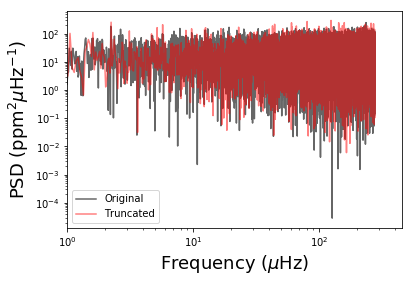 PSD (ppm²μHz⁻¹)
10²
10¹
10⁰
10⁻¹
10⁻²
10⁻³
10⁻⁴
Original
Truncated
10⁰ 10¹ 10²
Frequency (μHz)